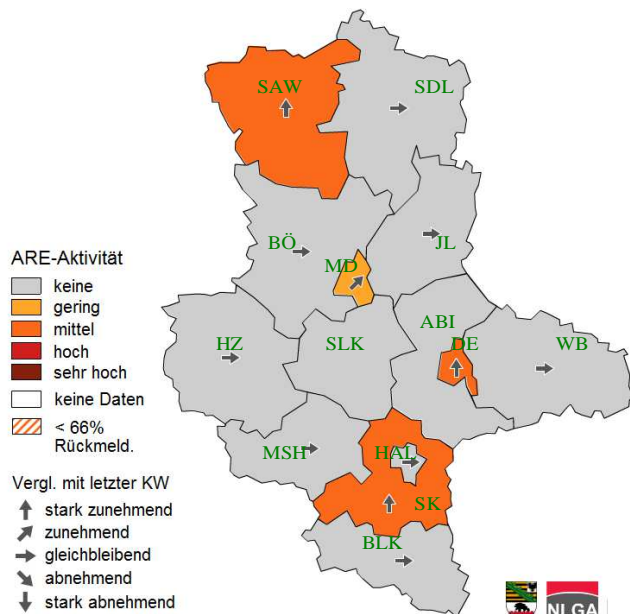 SAW
SDL
BÖ
JL
MD
ARE-Aktivität
keine
gering
mittel
hoch
sehr hoch
keine Daten
< 66%
Rückmeld.
ABI
HZ
SLK
DE
WB
MSH
HAL
SK
BLK
Vergl. mit letzter KW
stark zunehmend
zunehmend
gleichbleibend
abnehmend
stark abnehmend
NLGA